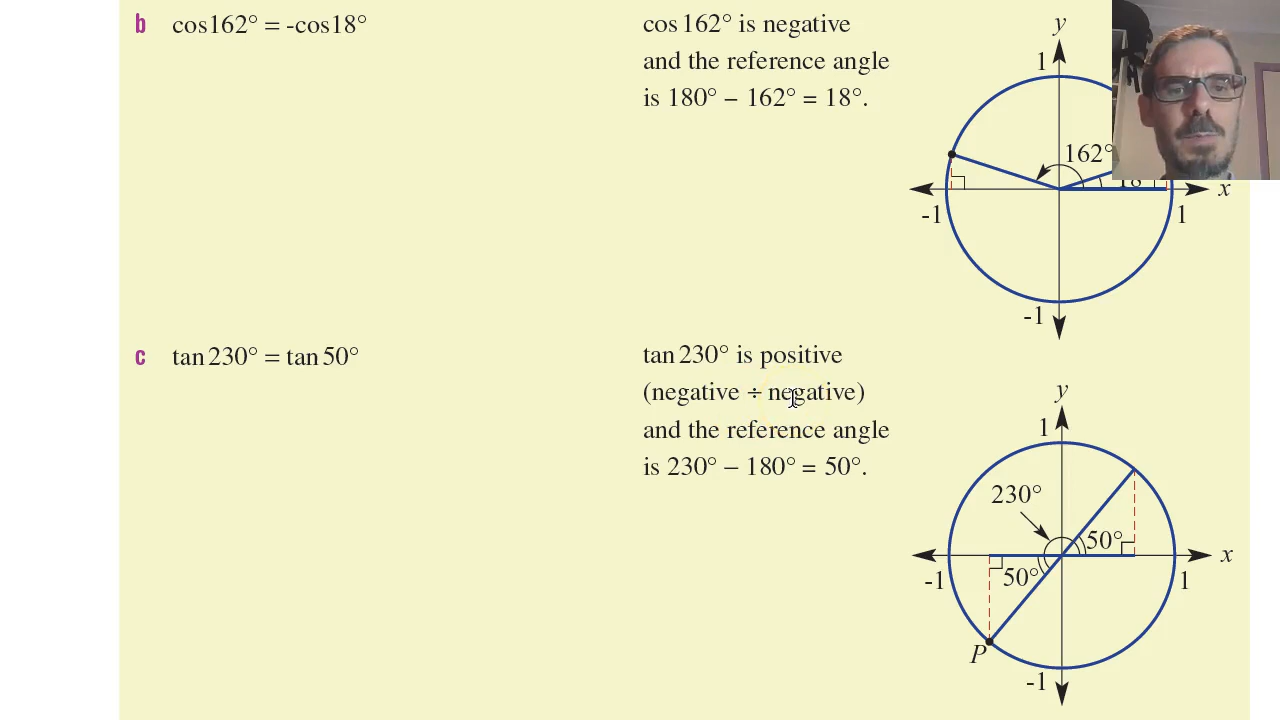 b cos162° = -cos18°
cos 162° is negative
and the reference angle
is 180° − 162° = 18°.
y
1
162°
18
x
-1
1
-1
c tan 230° = tan 50°
tan 230° is positive
(negative ÷ negative)
and the reference angle
is 230° − 180° = 50°.
y
1
230°
50°
x
-1
50°
1
P
-1